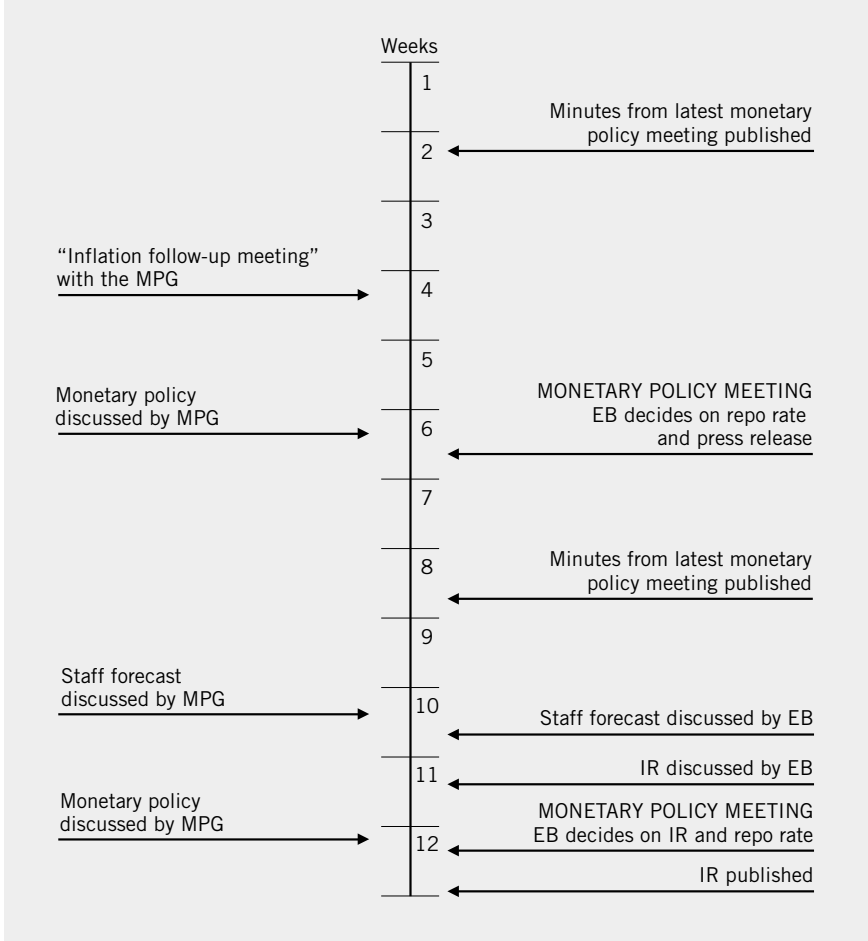 Weeks
1
Minutes from latest monetary
policy meeting published
2
3
“Inflation follow-up meeting”
with the MPG
4
5
Monetary policy
discussed by MPG
MONETARY POLICY MEETING
EB decides on repo rate
and press release
6
7
Minutes from latest monetary
policy meeting published
8
9
Staff forecast
discussed by MPG
10
Staff forecast discussed by EB
IR discussed by EB
11
Monetary policy
discussed by MPG
MONETARY POLICY MEETING
EB decides on IR and repo rate
12
IR published